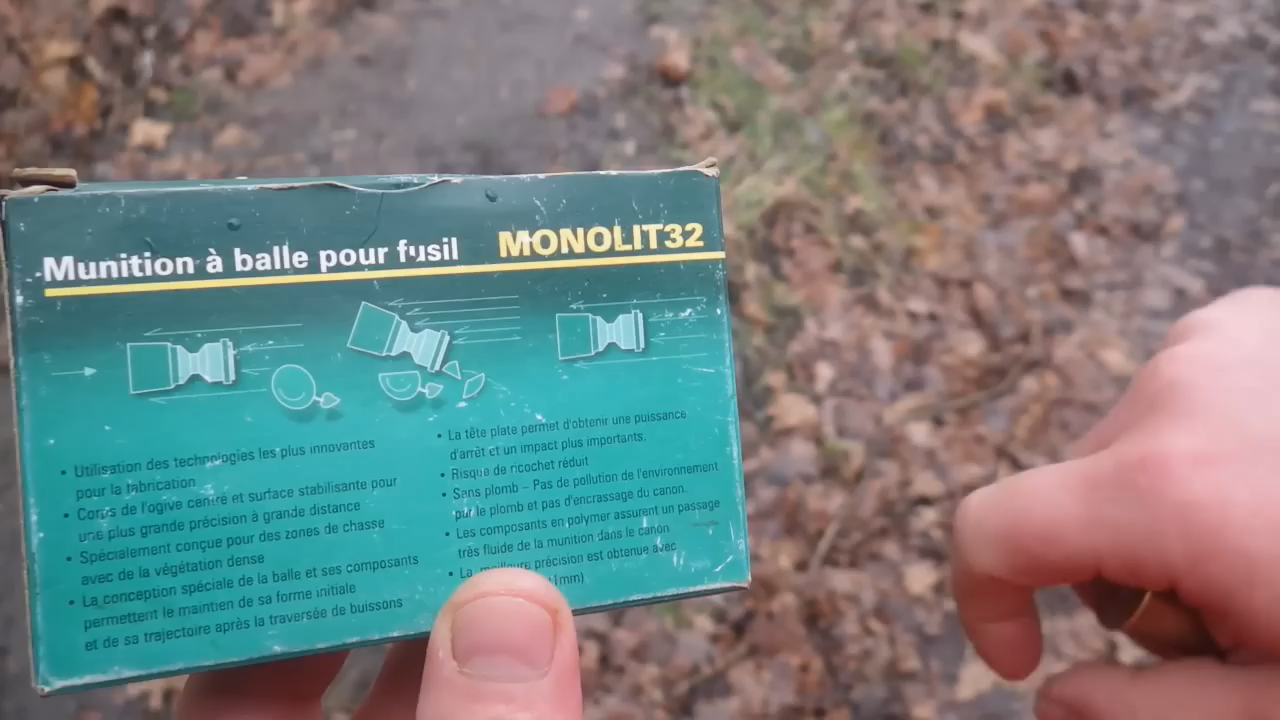 Munition à balle pour fusil MONOLIT32
• Utilisation des technologies les plus innovantes
pour la fabrication
• Corps de l'ogive centré et surface stabilisante pour
une plus grande précision à grande distance
• Spécialement conçue pour des zones de chasse
avec de la végétation dense
• La conception spéciale de la balle et ses composants
permettent le maintien de sa forme initiale
et de sa trajectoire après la traversée de buissons
• La tête plate permet d'obtenir une puissance
d'arrêt et un impact plus importants.
• Risque de ricochet réduit
• Sans plomb – Pas de pollution de l'environnement
par le plomb et pas d'encrassage du canon.
• Les composants en polymer assurent un passage
très fluide de la munition dans le canon
• La meilleure précision est obtenue avec
mm)